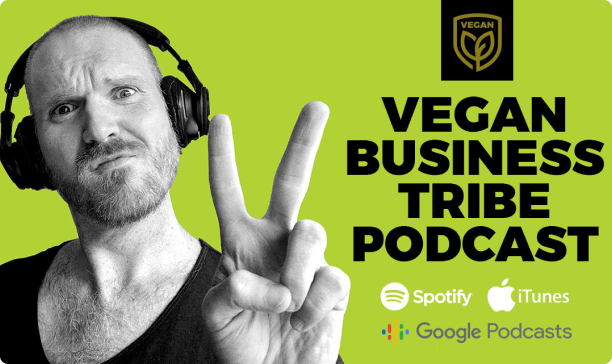 VEGAN
VEGAN
BUSINESS
TRIBE
PODCAST
Spotify iTunes
Google Podcasts